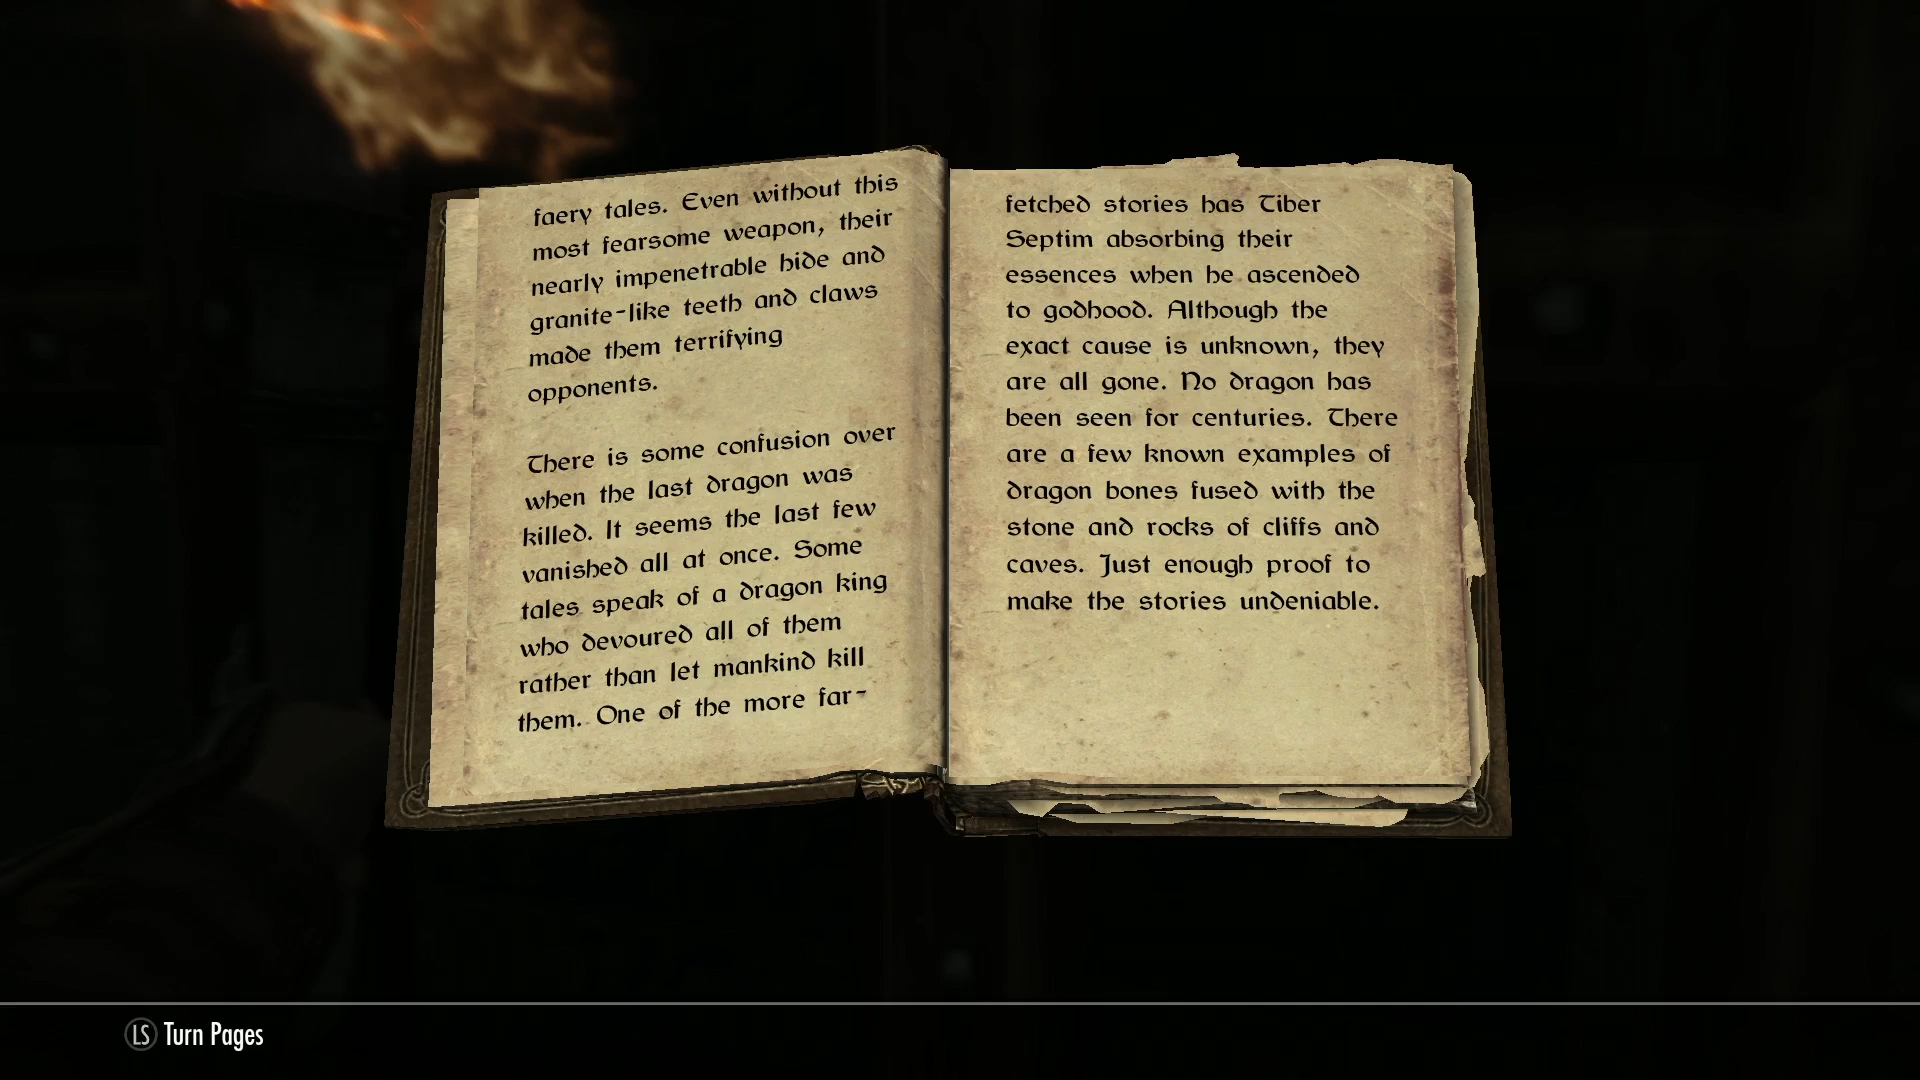 faery tales. Even without this
most fearsome weapon, their
nearly impenetrable hide and
granite-like teeth and claws
made them terrifying
opponents.
There is some confusion over
when the last dragon was
killed. It seems the last few
vanished all at once. Some
tales speak of a dragon king
who devoured all of them
rather than let mankind kill
them. One of the more far-
fetched stories has Tiber
Septim absorbing their
essences when he ascended
to godhood. Although the
exact cause is unknown, they
are all gone. No dragon has
been seen for centuries. There
are a few known examples of
dragon bones fused with the
stone and rocks of cliffs and
caves. Just enough proof to
make the stories undeniable.
LS Turn Pages